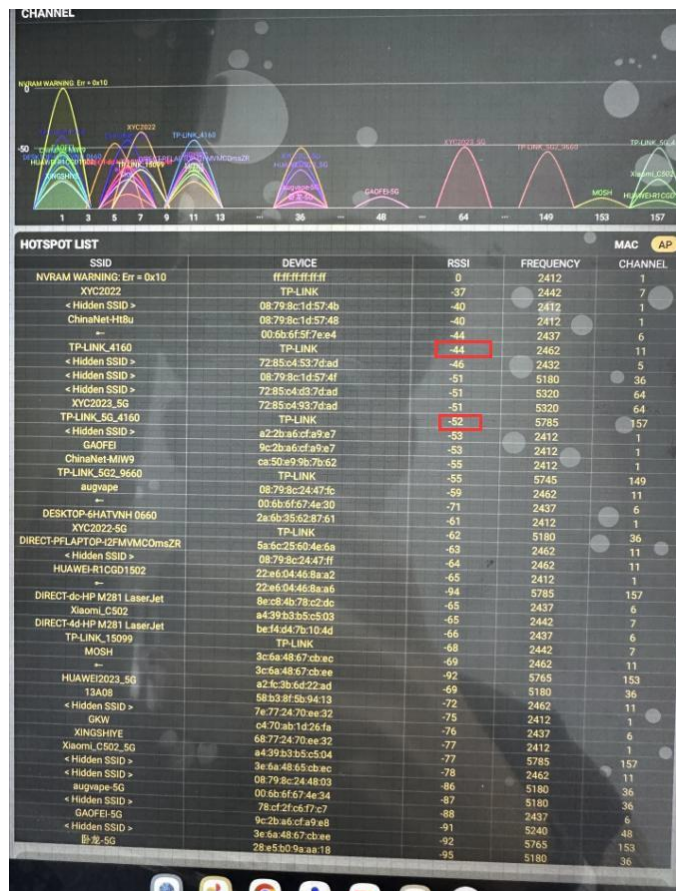 CHANNEL
NVRAM WARNING: Err = 0x10
0
XYC2022
TP-LINK_4160
-50
XYC2023_5G
TP-LINK_5G2_9660
GAOFEI-5G
MOSH
XINGSHIYE
1 3 5 7 9 11 13 ... 36 ... 48 ... 64 ... 149 153 157
HOTSPOT LIST MAC AP
SSID DEVICE RSSI FREQUENCY CHANNEL
NVRAM WARNING: Err = 0x10 ff:ff:ff:ff:ff:ff 0 2412 1
XYC2022 TP-LINK -37 2442 7
< Hidden SSID > 08:79:8c:1d:57:4b -40 2412 1
ChinaNet-Ht8u 08:79:8c:1d:57:48 -40 2412 1
← 00:6b:6f:5f:7e:e4 -44 2437 6
TP-LINK_4160 TP-LINK -44 2462 11
< Hidden SSID > 72:85:c4:53:7d:ad -46 2432 5
< Hidden SSID > 08:79:8c:1d:57:4f -51 5180 36
< Hidden SSID > 72:85:c4:d3:7d:ad -51 5320 64
XYC2023_5G 72:85:c4:93:7d:ad -51 5320 64
TP-LINK_5G_4160 TP-LINK -52 5785 157
< Hidden SSID > a2:2b:a6:cf:a9:e7 -53 2412 1
GAOFEI 9c:2b:a6:cf:a9:e7 -53 2412 1
ChinaNet-MiW9 ca:50:e9:9b:7b:62 -55 2412 1
TP-LINK_5G2_9660 TP-LINK -55 5745 149
augvape 08:79:8c:24:47:fc -59 2462 11
← 00:6b:6f:67:4e:30 -71 2437 6
DESKTOP-6HATVNH 0660 2a:6b:35:62:87:61 -61 2412 1
XYC2022-5G TP-LINK -62 5180 36
DIRECT-PFLAPTOP-I2FMVMCOmsZR 5a:6c:25:60:4e:6a -63 2462 11
< Hidden SSID > 08:79:8c:24:47:ff -64 2462 11
HUAWEI-R1CGD1502 22:e6:04:46:8a:a2 -65 2412 1
← 22:e6:04:46:8a:a6 -94 5785 157
DIRECT-dc-HP M281 LaserJet 8e:c8:4b:78:c2:dc -65 2437 6
Xiaomi_C502 a4:39:b3:b5:c5:03 -65 2442 7
DIRECT-4d-HP M281 LaserJet be:f4:d4:7b:10:4d -66 2437 6
TP-LINK_15099 TP-LINK -68 2442 7
MOSH 3c:6a:48:67:cb:ec -69 2462 11
← 3c:6a:48:67:cb:ee -92 5765 153
HUAWEI2023_5G a2:fc:3b:6d:22:ad -69 5180 36
13A08 58:b3:8f:5b:94:13 -72 2462 11
< Hidden SSID > 7e:77:24:70:ee:32 -75 2412 1
GKW c4:70:ab:1d:26:fa -76 2437 6
XINGSHIYE 68:77:24:70:ee:32 -77 2412 1
Xiaomi_C502_5G a4:39:b3:b5:c5:04 -77 5785 157
< Hidden SSID > 3e:6a:48:65:cb:ec -78 2462 11
< Hidden SSID > 08:79:8c:24:48:03 -86 5180 36
augvape-5G 00:6b:6f:67:4e:34 -87 5180 36
< Hidden SSID > 78:cf:2f:c6:f7:c7 -88 2437 6
GAOFEI-5G 9c:2b:a6:cf:a9:e8 -91 5240 48
< Hidden SSID > 3e:6a:48:67:cb:ee -92 5765 153
卧龙-5G 28:e5:b0:9a:aa:18 -95 5180 36